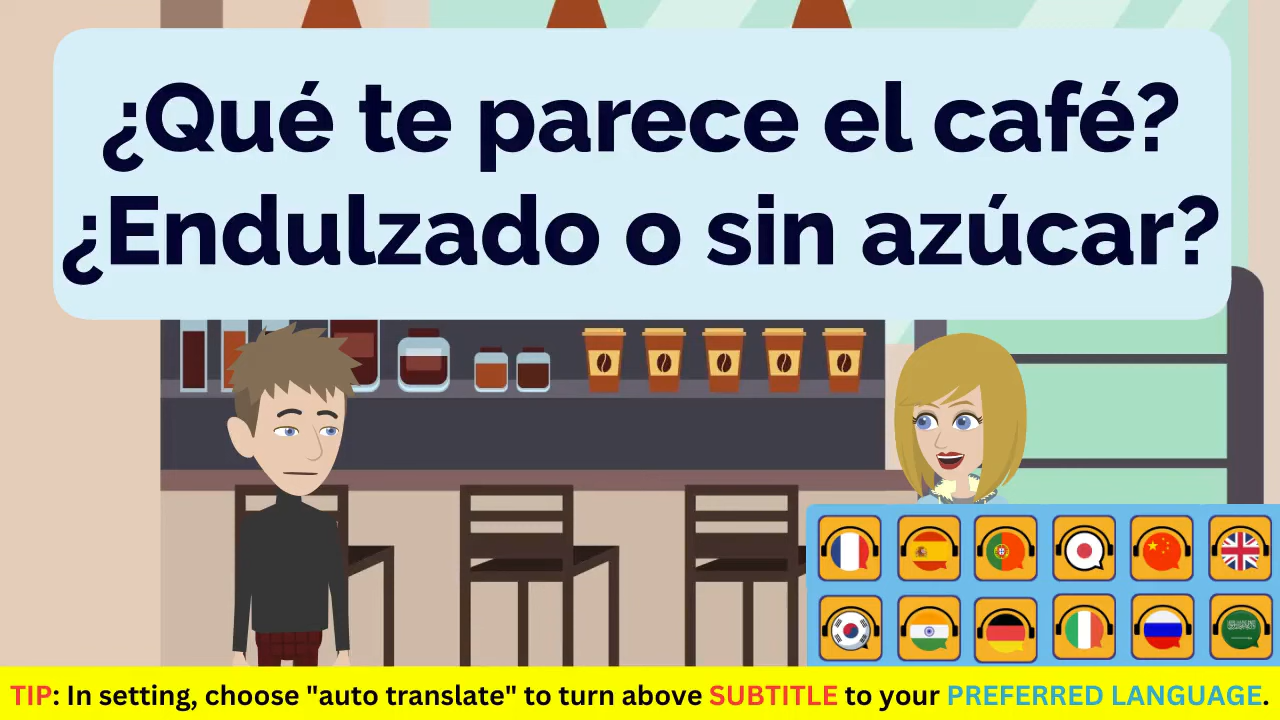 ¿Qué te parece el café?
¿Endulzado o sin azúcar?
TIP: In setting, choose "auto translate" to turn above SUBTITLE to your PREFERRED LANGUAGE.